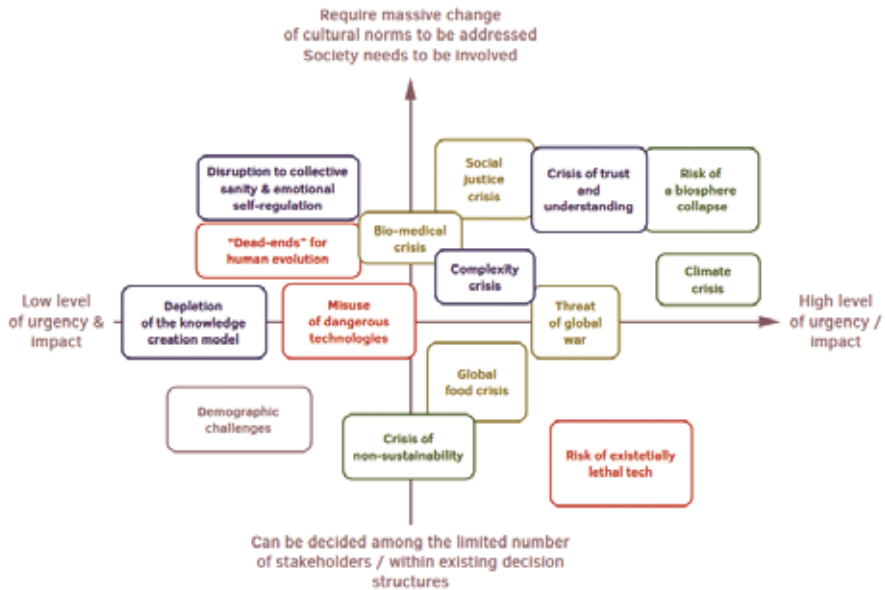 Require massive change
of cultural norms to be addressed
Society needs to be involved
Disruption to collective
sanity & emotional
self-regulation
Social
justice
crisis
Crisis of trust
and
understanding
Risk of
a biosphere
collapse
"Dead-ends" for
human evolution
Bio-medical
crisis
Complexity
crisis
Climate
crisis
Low level
of urgency &
impact
Depletion
of the knowledge
creation model
Misuse
of dangerous
technologies
Threat
of global
war
High level
of urgency /
impact
Global
food crisis
Demographic
challenges
Crisis of
non-sustainability
Risk of existetially
lethal tech
Can be decided among the limited number
of stakeholders / within existing decision
structures